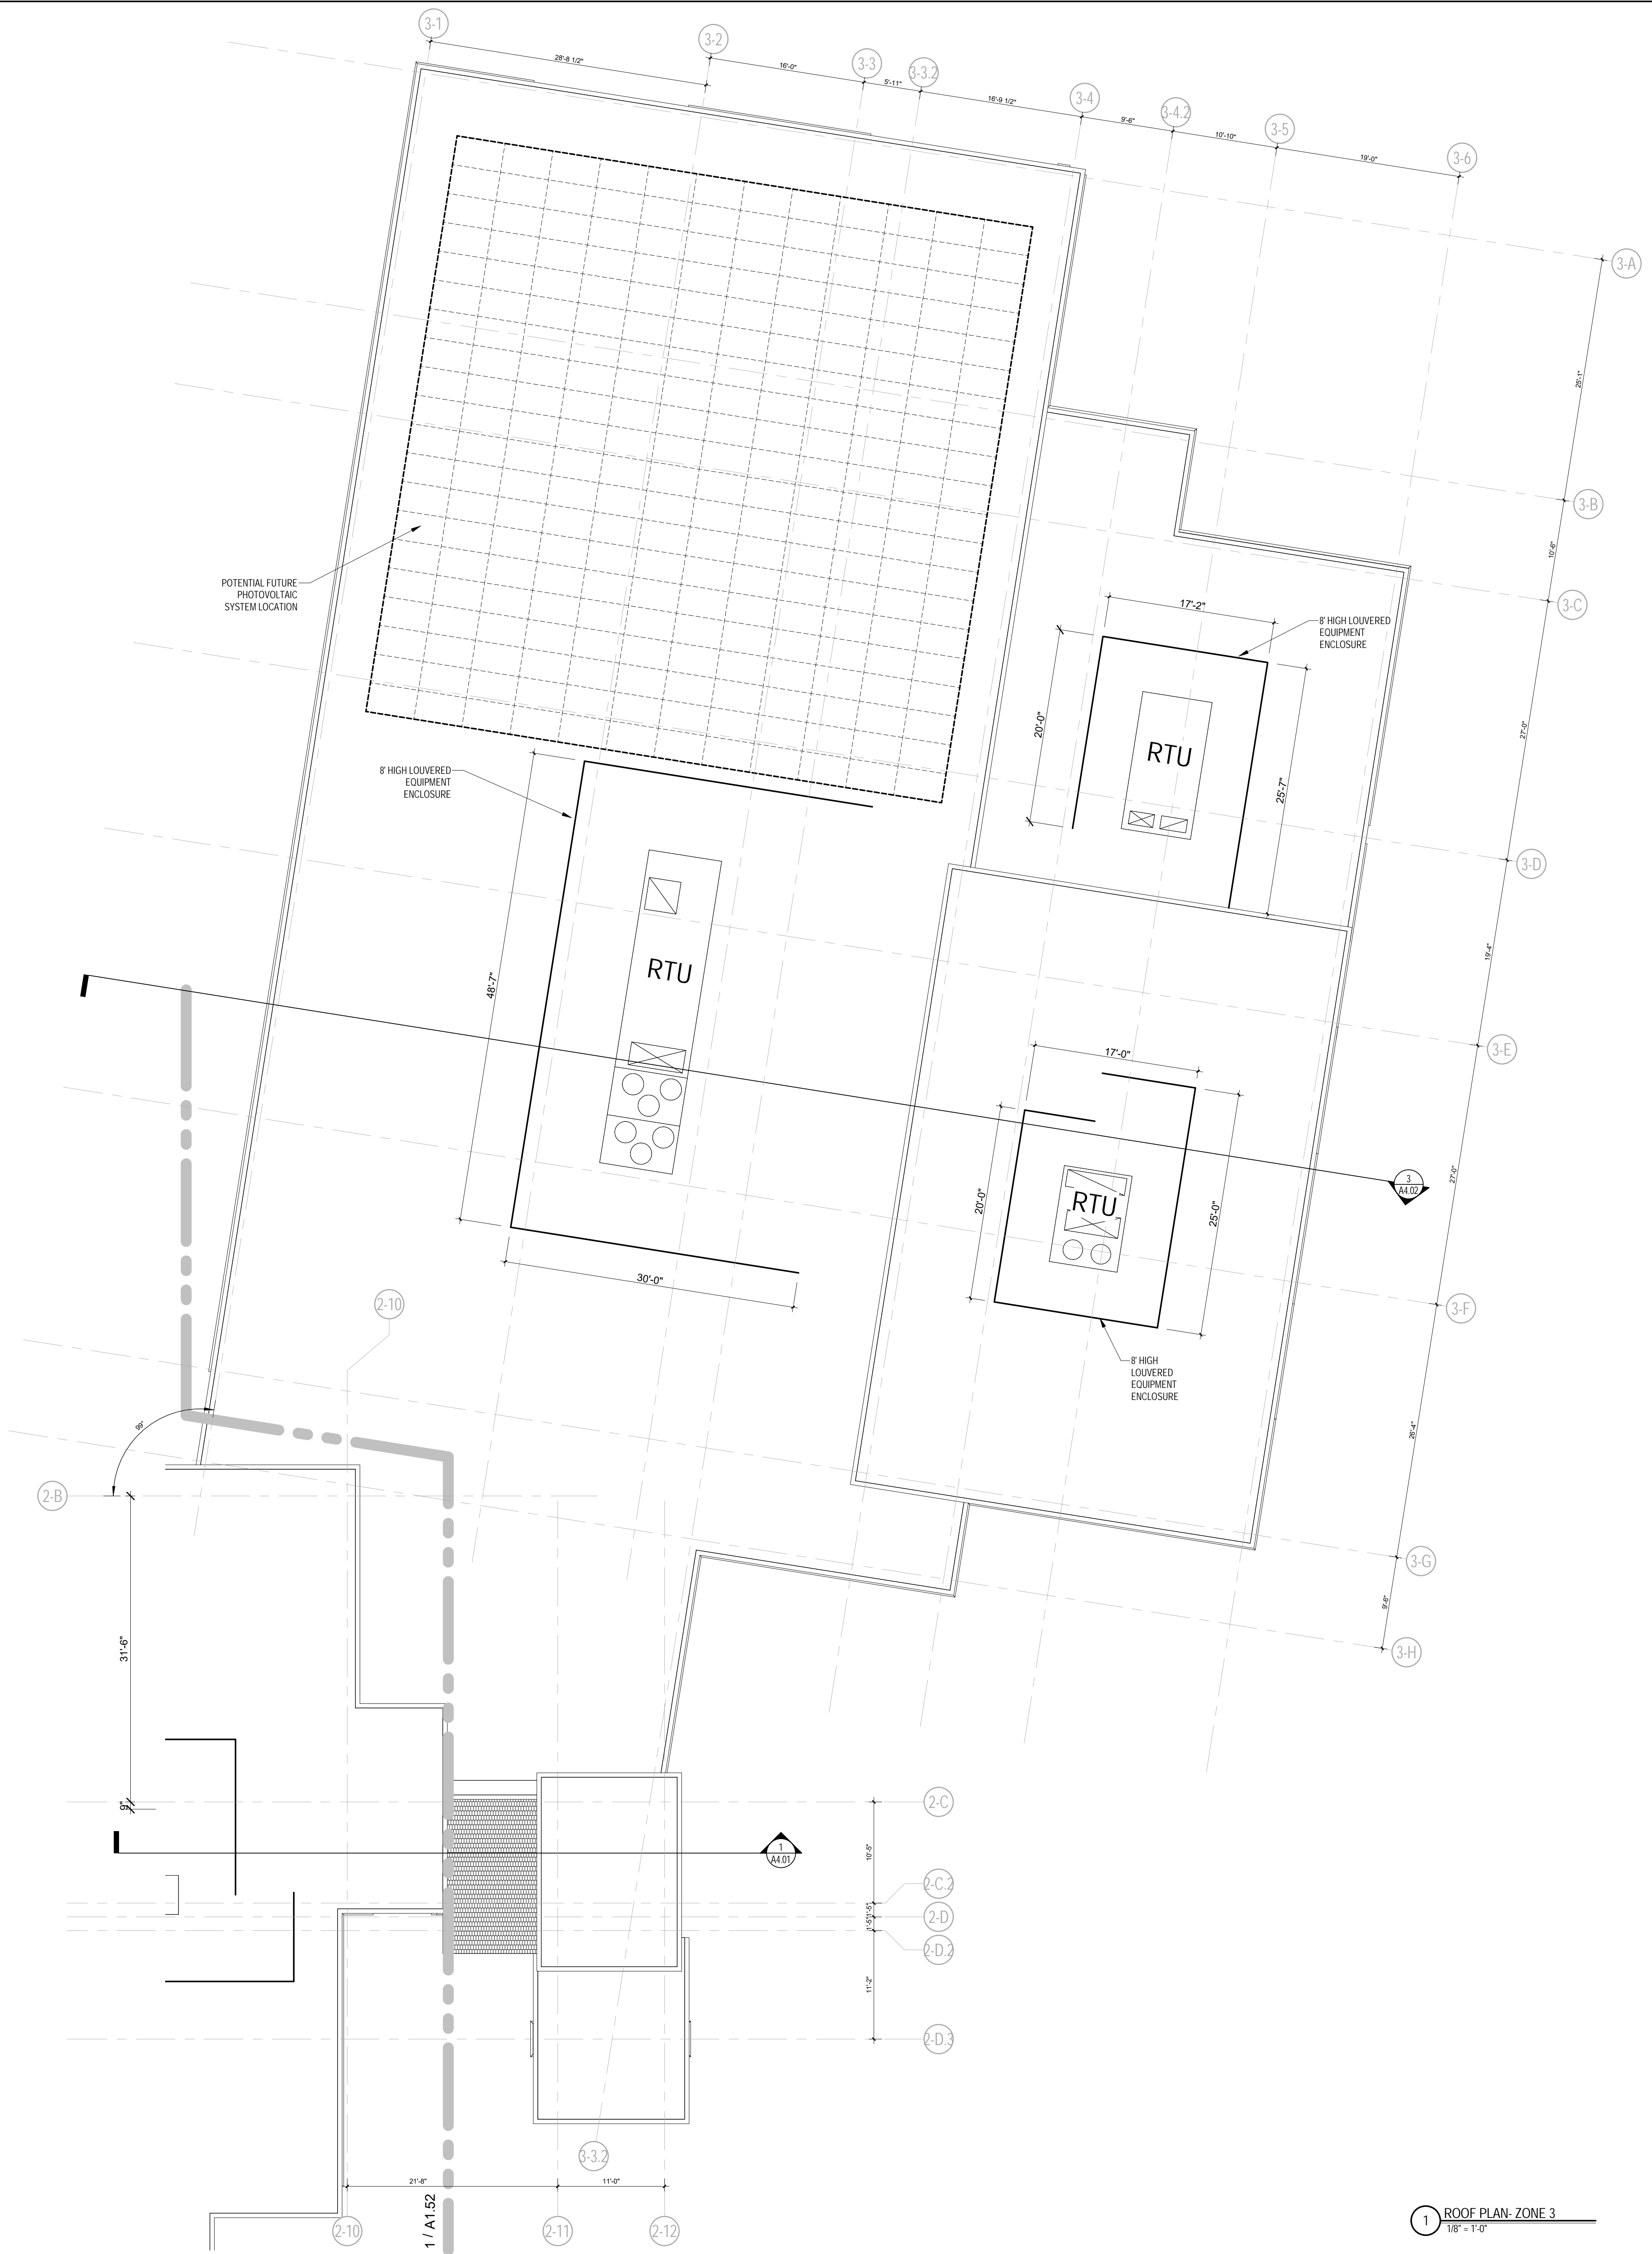 3-1
3-2
3-3
3-3.2
3-4
3-4.2
3-5
3-6
28'-8 1/2"
16'-0"
5'-11"
16'-9 1/2"
9'-6"
10'-10"
19'-0"
3-A
25'-1"
3-B
10'-6"
3-C
27'-0"
3-D
19'-4"
3-E
27'-0"
3-F
26'-4"
3-G
9'-6"
3-H
POTENTIAL FUTURE
PHOTOVOLTAIC
SYSTEM LOCATION
17'-2"
8' HIGH LOUVERED
EQUIPMENT
ENCLOSURE
20'-0"
RTU
25'-7"
8' HIGH LOUVERED
EQUIPMENT
ENCLOSURE
48'-7"
RTU
30'-0"
17'-0"
20'-0"
RTU
25'-0"
3
A4.02
8' HIGH
LOUVERED
EQUIPMENT
ENCLOSURE
2-10
99°
2-B
31'-6"
9"
2-C
10'-5"
1
A4.01
2-C.2
1'-5"
2-D
1'-5"
2-D.2
11'-2"
2-D.3
3-3.2
21'-8"
11'-0"
1 / A1.52
2-10
2-11
2-12
1
ROOF PLAN- ZONE 3
1/8" = 1'-0"